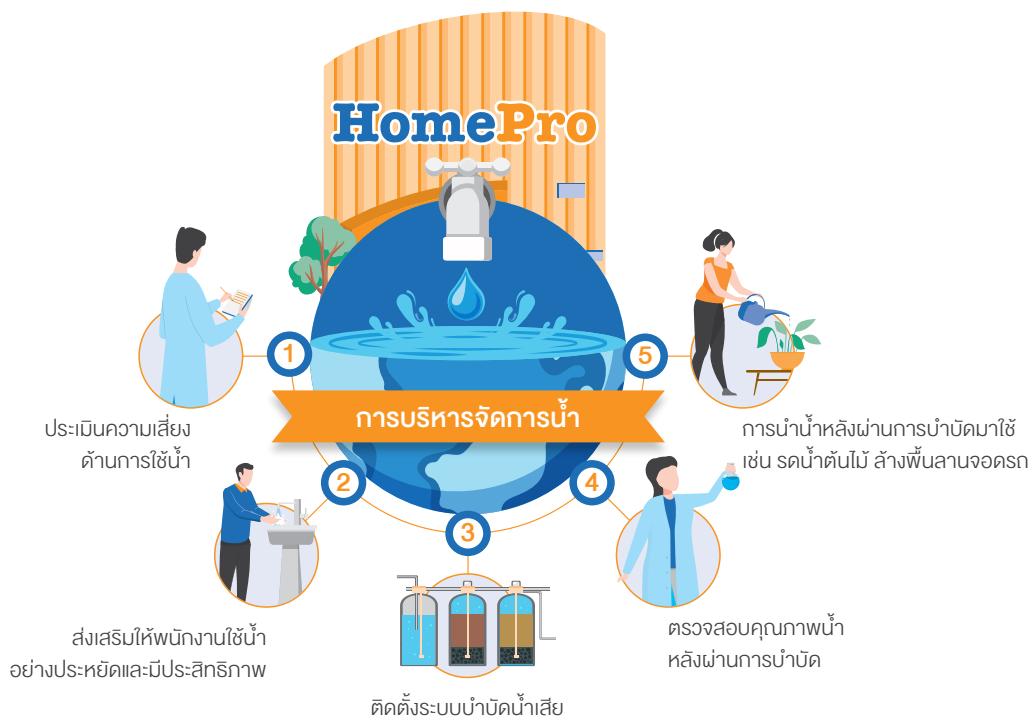 HomePro
การบริหารจัดการน้ำ
1
ประเมินความเสี่ยง
ด้านการใช้น้ำ
2
ส่งเสริมให้พนักงานใช้น้ำ
อย่างประหยัดและมีประสิทธิภาพ
3
ติดตั้งระบบบำบัดน้ำเสีย
4
ตรวจสอบคุณภาพน้ำ
หลังผ่านการบำบัด
5
การนำน้ำหลังผ่านการบำบัดมาใช้
เช่น รดน้ำต้นไม้ ล้างพื้นลานจอดรถ